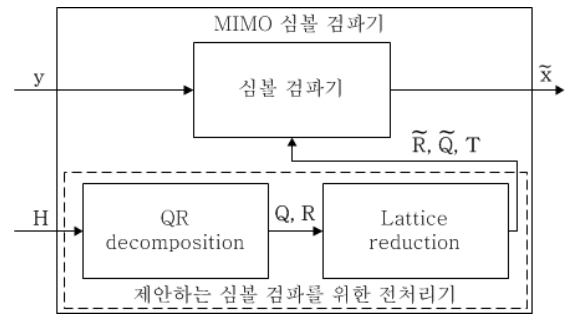 MIMO 심볼 검파기
y
심볼 검파기
x̃
R̃, Q̃, T
H
QR
decomposition
Q, R
Lattice
reduction
제안하는 심볼 검파를 위한 전처리기